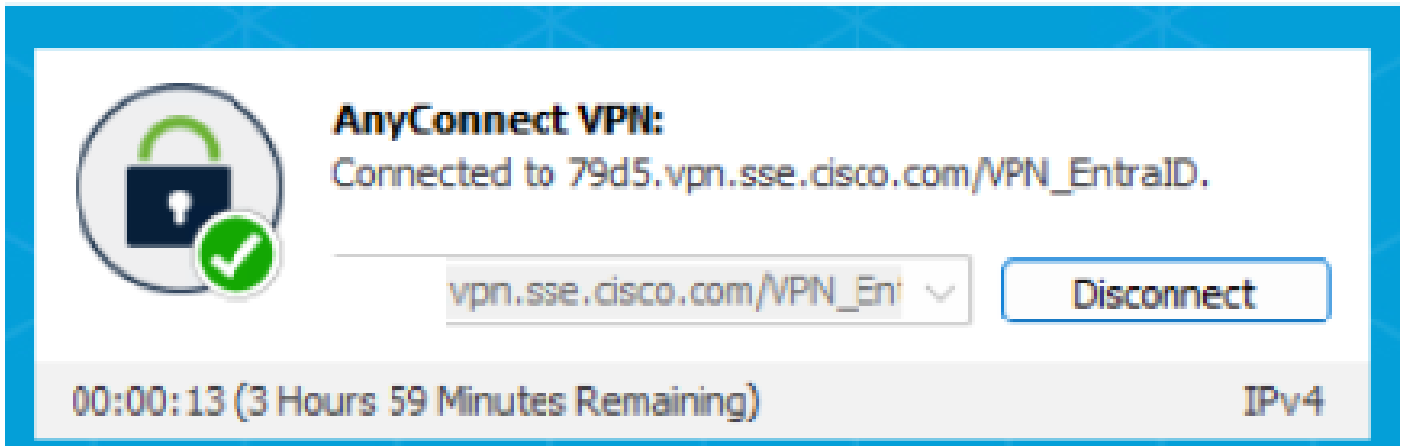 AnyConnect VPN:
Connected to 79d5.vpn.sse.cisco.com/VPN_EntraID.
vpn.sse.cisco.com/VPN_Ent
Disconnect
00:00:13 (3 Hours 59 Minutes Remaining)
IPv4